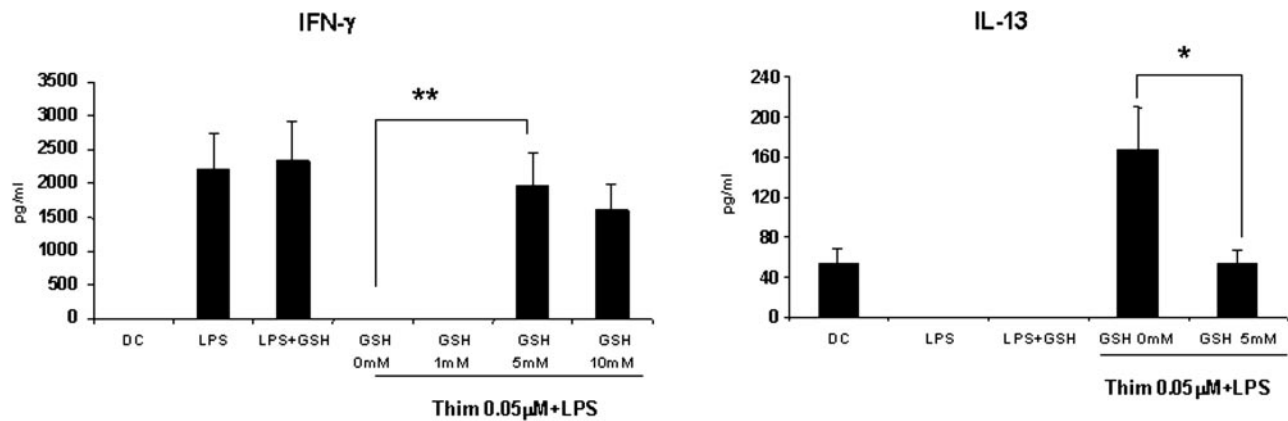 IFN-γ
3500
3000
2500
2000
1500
1000
500
0
pg/ml
**
DC LPS LPS+GSH GSH GSH GSH GSH
0mM 1mM 5mM 10mM
Thim 0.05µM+LPS
IL-13
240
200
160
120
80
40
0
pg/ml
*
DC LPS LPS+GSH GSH 0mM GSH 5mM
Thim 0.05µM+LPS